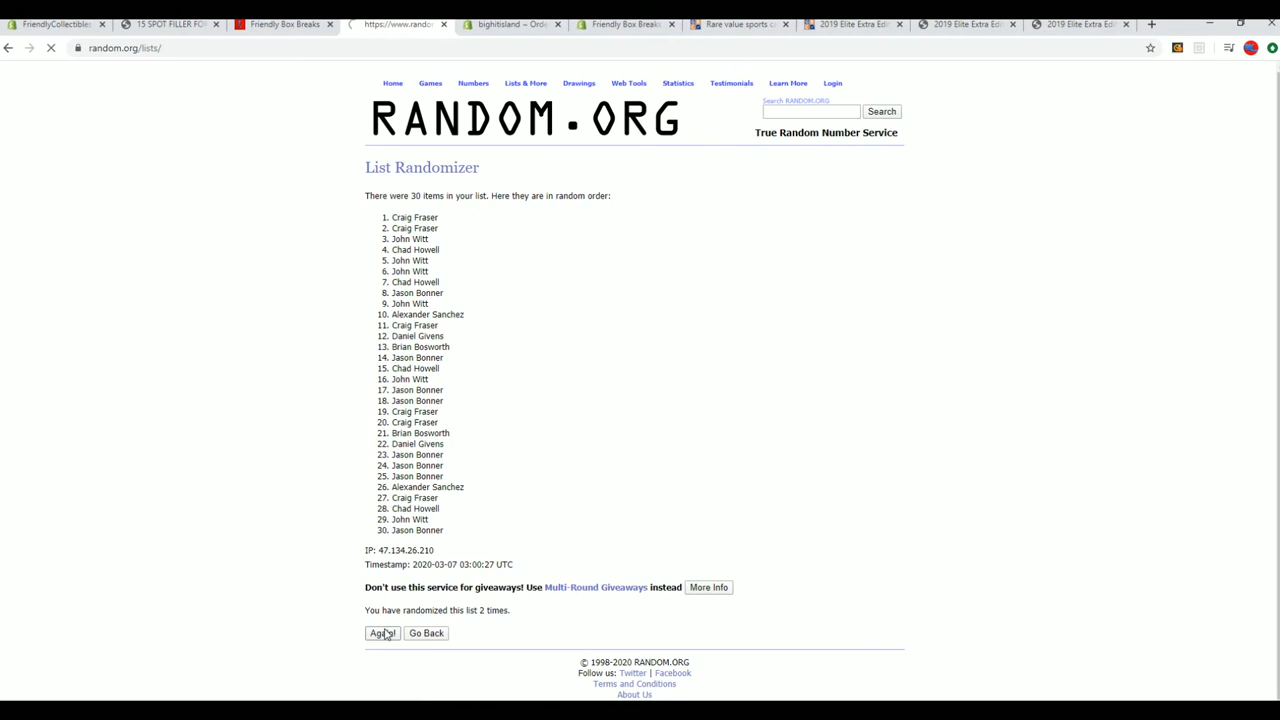 FriendlyCollectibles
15 SPOT FILLER FO
Friendly Box Breaks
https://www.rando
bighitisland ~ Ord
Friendly Box Breaks
Rare value sports c
2019 Elite Extra Edi
2019 Elite Extra Edi
2019 Elite Extra Edi
random.org/lists/
Home Games Numbers Lists & More Drawings Web Tools Statistics Testimonials Learn More Login
RANDOM.ORG
Search RANDOM.ORG
Search
True Random Number Service
List Randomizer
There were 30 items in your list. Here they are in random order:
1. Craig Fraser
2. Craig Fraser
3. John Witt
4. Chad Howell
5. John Witt
6. John Witt
7. Chad Howell
8. Jason Bonner
9. John Witt
10. Alexander Sanchez
11. Craig Fraser
12. Daniel Givens
13. Brian Bosworth
14. Jason Bonner
15. Chad Howell
16. John Witt
17. Jason Bonner
18. Jason Bonner
19. Craig Fraser
20. Craig Fraser
21. Brian Bosworth
22. Daniel Givens
23. Jason Bonner
24. Jason Bonner
25. Jason Bonner
26. Alexander Sanchez
27. Craig Fraser
28. Chad Howell
29. John Witt
30. Jason Bonner
IP: 47.134.26.210
Timestamp: 2020-03-07 03:00:27 UTC
Don't use this service for giveaways! Use Multi-Round Giveaways instead More Info
You have randomized this list 2 times.
Again! Go Back
© 1998-2020 RANDOM.ORG
Follow us: Twitter | Facebook
Terms and Conditions
About Us